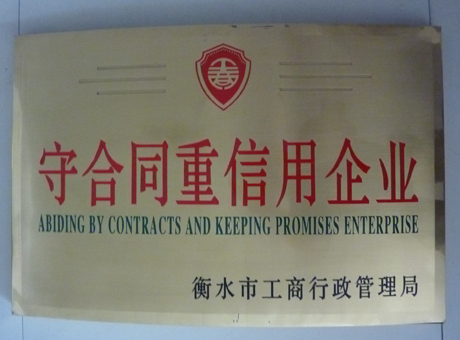 守合同重信用企业
ABIDING BY CONTRACTS AND KEEPING PROMISES ENTERPRISE
衡水市工商行政管理局